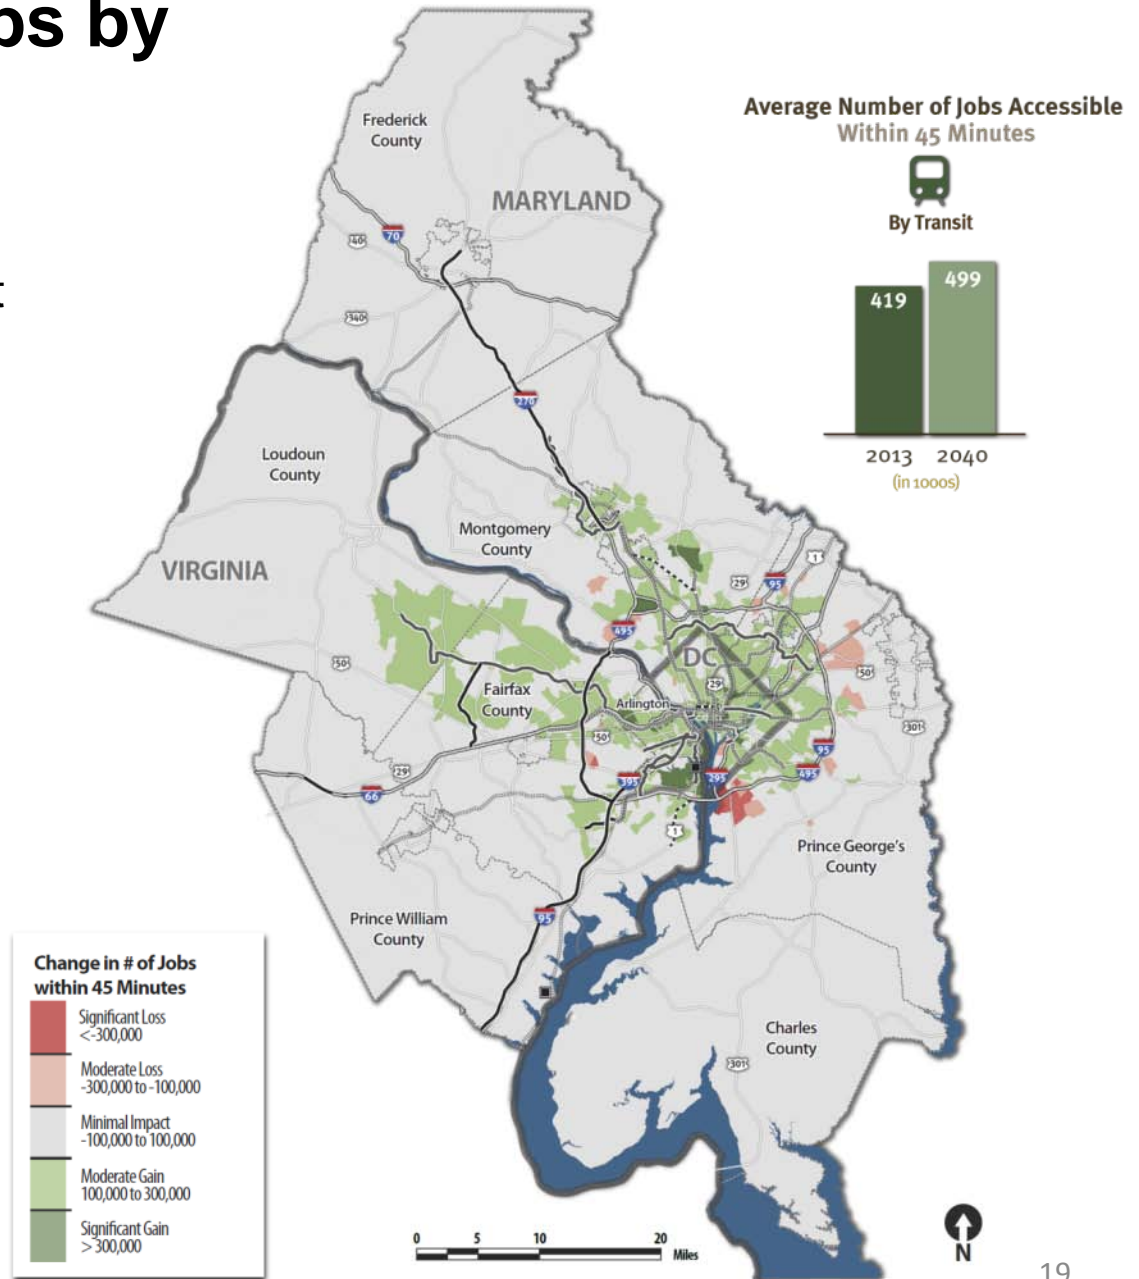 bs by
t
Average Number of Jobs Accessible
Within 45 Minutes
By Transit
419
499
2013 2040
(in 1000s)
Frederick
County
MARYLAND
70
40
340
270
Loudoun
County
Montgomery
County
VIRGINIA
1
29
95
495
50
DC
50
Fairfax
County
Arlington
29
301
50
95
29
495
395
295
66
1
Prince George's
County
Prince William
County
95
Charles
County
301
Change in # of Jobs
within 45 Minutes
Significant Loss
<-300,000
Moderate Loss
-300,000 to -100,000
Minimal Impact
-100,000 to 100,000
Moderate Gain
100,000 to 300,000
Significant Gain
> 300,000
0 5 10 20
Miles
N
19